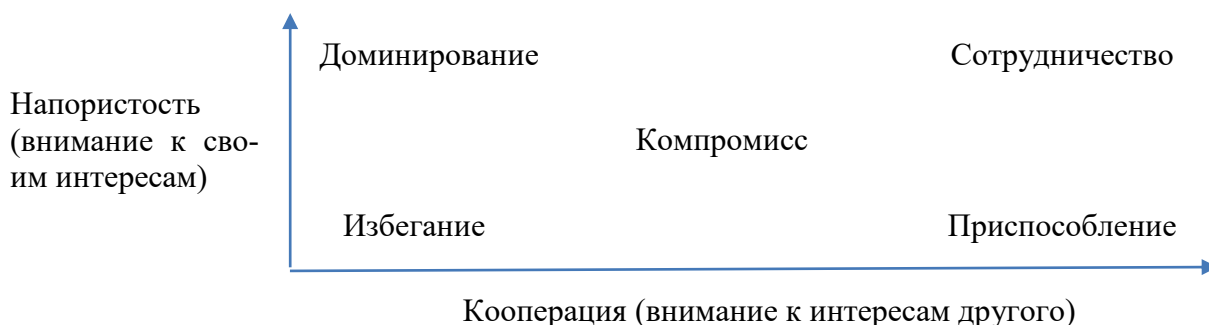 Доминирование
Сотрудничество
Напористость
(внимание к сво-
им интересам)
Компромисс
Избегание
Приспособление
Кооперация (внимание к интересам другого)